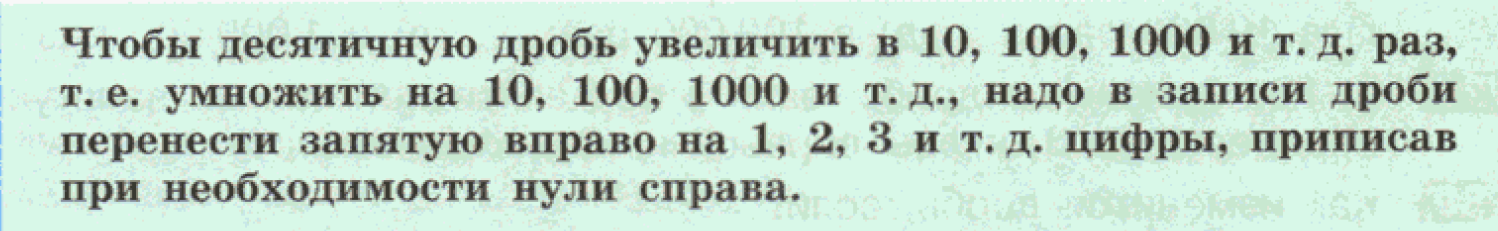 Чтобы десятичную дробь увеличить в 10, 100, 1000 и т. д. раз,
т. е. умножить на 10, 100, 1000 и т. д., надо в записи дроби
перенести запятую вправо на 1, 2, 3 и т. д. цифры, приписав
при необходимости нули справа.